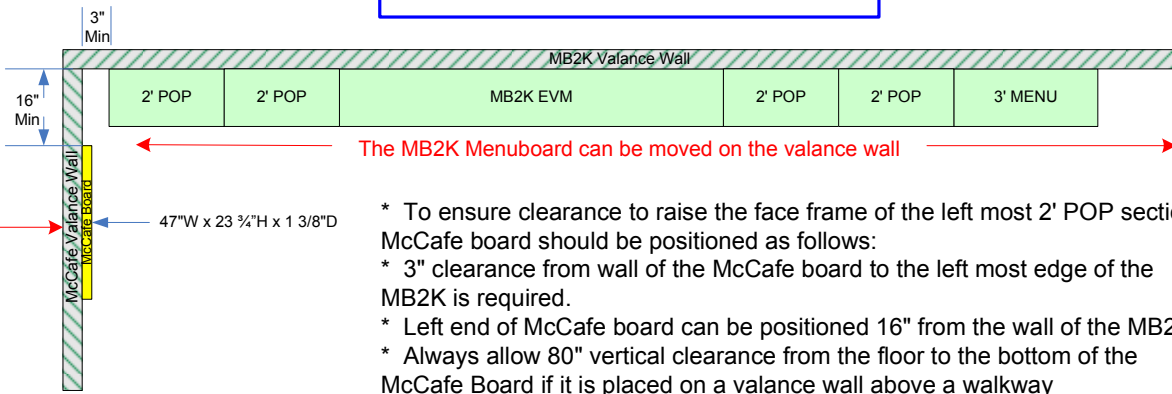 3"
Min
MB2K Valance Wall
16"
Min
2' POP
2' POP
MB2K EVM
2' POP
2' POP
3' MENU
The MB2K Menuboard can be moved on the valance wall
McCafe Valance Wall
McCafe Board
47"W x 23 ¾"H x 1 3/8"D
* To ensure clearance to raise the face frame of the left most 2' POP secti
McCafe board should be positioned as follows:
* 3" clearance from wall of the McCafe board to the left most edge of the
MB2K is required.
* Left end of McCafe board can be positioned 16" from the wall of the MB2
* Always allow 80" vertical clearance from the floor to the bottom of the
McCafe Board if it is placed on a valance wall above a walkway